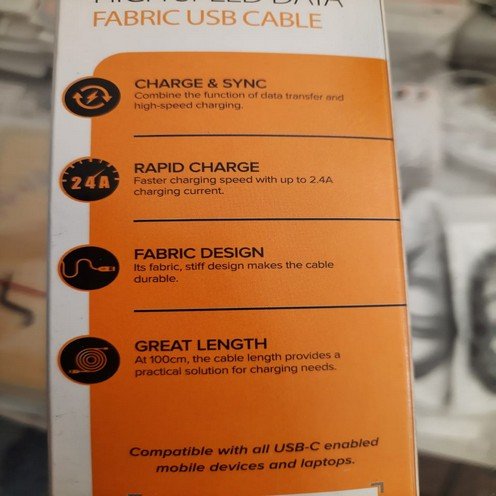 HIGH SPEED DATA
FABRIC USB CABLE
CHARGE & SYNC
Combine the function of data transfer and
high-speed charging.
2.4A
RAPID CHARGE
Faster charging speed with up to 2.4A
charging current.
FABRIC DESIGN
Its fabric, stiff design makes the cable
durable.
GREAT LENGTH
At 100cm, the cable length provides a
practical solution for charging needs.
Compatible with all USB-C enabled
mobile devices and laptops.